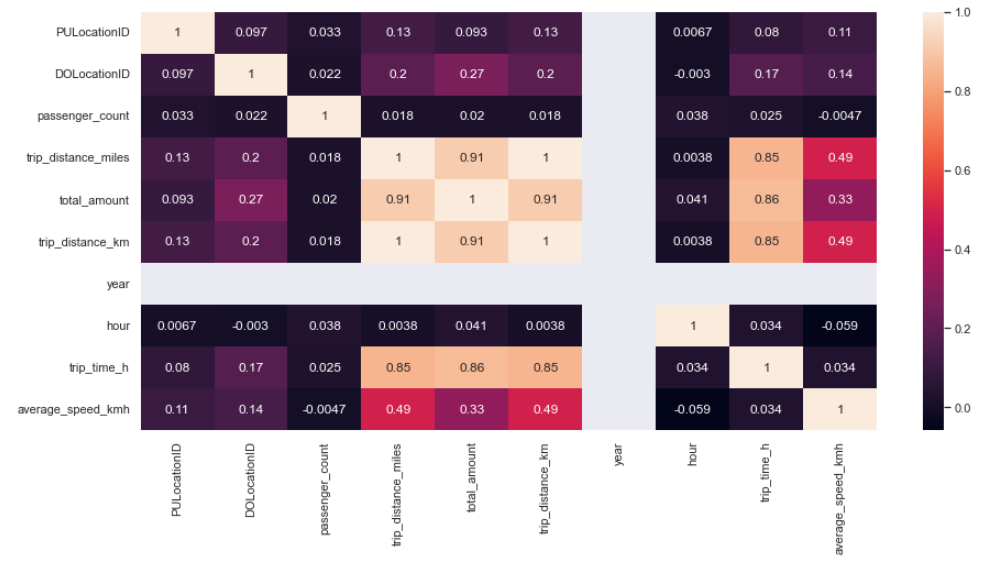 PULocationID 1 0.097 0.033 0.13 0.093 0.13 0.0067 0.08 0.11
DOLocationID 0.097 1 0.022 0.2 0.27 0.2 -0.003 0.17 0.14
passenger_count 0.033 0.022 1 0.018 0.02 0.018 0.038 0.025 -0.0047
trip_distance_miles 0.13 0.2 0.018 1 0.91 1 0.0038 0.85 0.49
total_amount 0.093 0.27 0.02 0.91 1 0.91 0.041 0.86 0.33
trip_distance_km 0.13 0.2 0.018 1 0.91 1 0.0038 0.85 0.49
year
hour 0.0067 -0.003 0.038 0.0038 0.041 0.0038 1 0.034 -0.059
trip_time_h 0.08 0.17 0.025 0.85 0.86 0.85 0.034 1 0.034
average_speed_kmh 0.11 0.14 -0.0047 0.49 0.33 0.49 -0.059 0.034 1
PULocationID
DOLocationID
passenger_count
trip_distance_miles
total_amount
trip_distance_km
year
hour
trip_time_h
average_speed_kmh
1.0
0.8
0.6
0.4
0.2
0.0